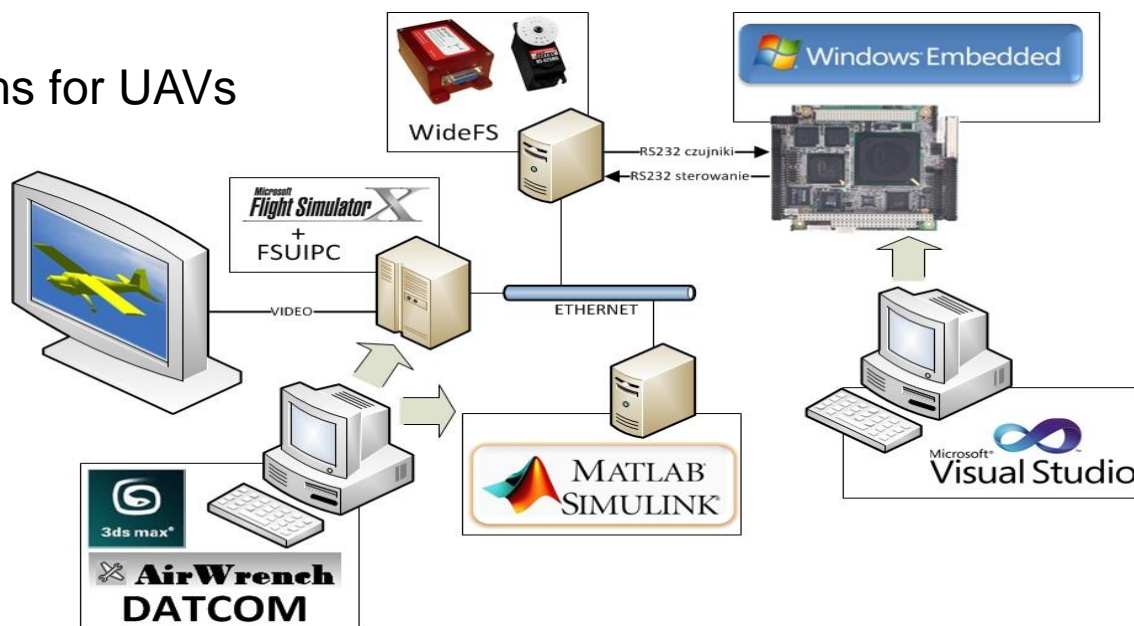 ns for UAVs
WideFS
Windows Embedded
RS232 czujniki
RS232 sterowanie
Microsoft
Flight Simulator X
+
FSUIPC
VIDEO
ETHERNET
MATLAB
SIMULINK®
Microsoft®
Visual Studio
3ds max®
AirWrench
DATCOM